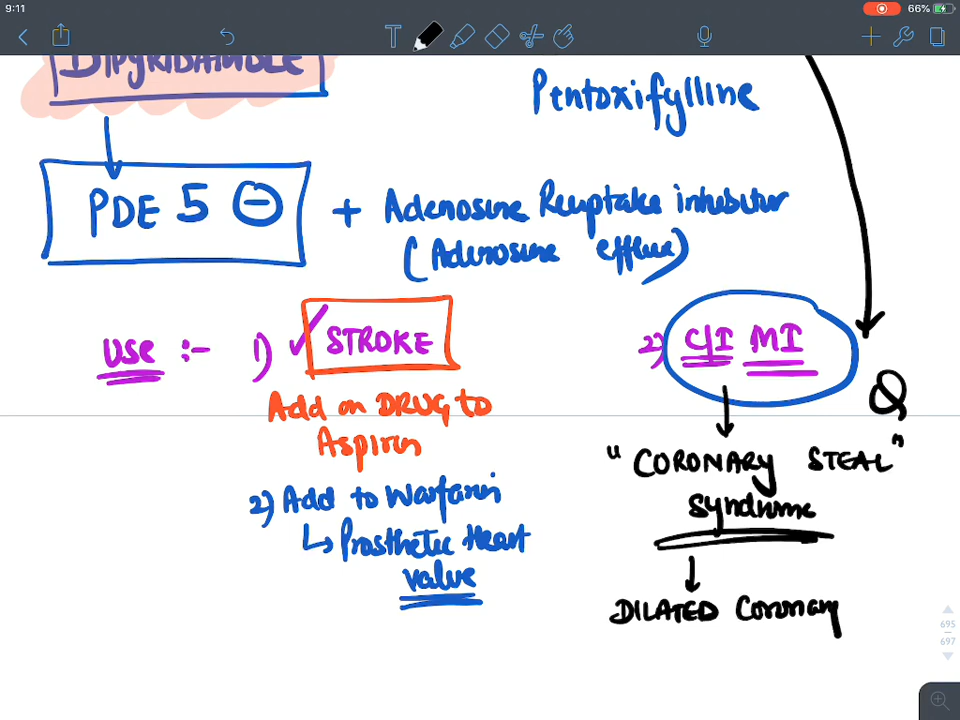 9:11
66%
T
DipyRidamole
Pentoxifylline
PDE 5 ⊖ + Adenosine Reuptake inhibitor
(Adenosine efflux)
USE :- 1) ✓ STROKE
2) C/I MI
Add on DRUG to
Aspirin
"CORONARY STEAL"
Syndrome
2) Add to Warfarin
↳ Prosthetic Heart
valve
DILATED Coronary
695
697